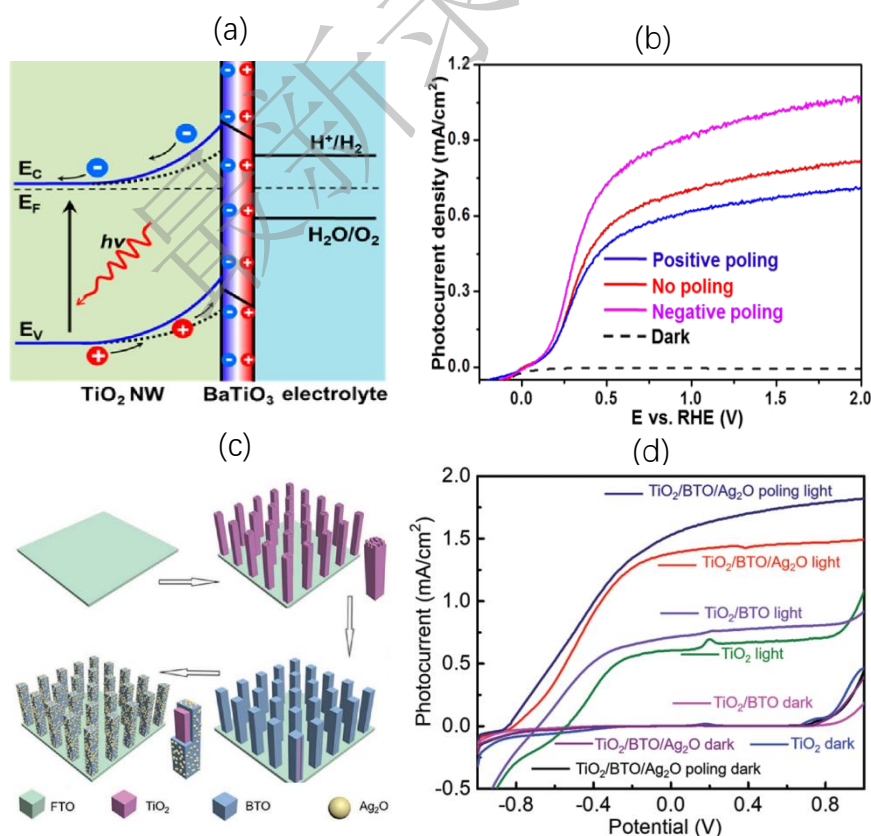 (a)
E_C
E_F
hν
E_V
H⁺/H₂
H₂O/O₂
TiO₂ NW
BaTiO₃
electrolyte
(b)
Photocurrent density (mA/cm²)
1.2
0.9
0.6
0.3
0.0
Positive poling
No poling
Negative poling
Dark
0.0 0.5 1.0 1.5 2.0
E vs. RHE (V)
(c)
FTO TiO₂ BTO Ag₂O
(d)
Photocurrent (mA/cm²)
2.0
1.5
1.0
0.5
0.0
-0.5
TiO₂/BTO/Ag₂O poling light
TiO₂/BTO/Ag₂O light
TiO₂/BTO light
TiO₂ light
TiO₂/BTO dark
TiO₂/BTO/Ag₂O dark
TiO₂ dark
TiO₂/BTO/Ag₂O poling dark
-0.8 -0.4 0.0 0.4 0.8
Potential (V)
最新